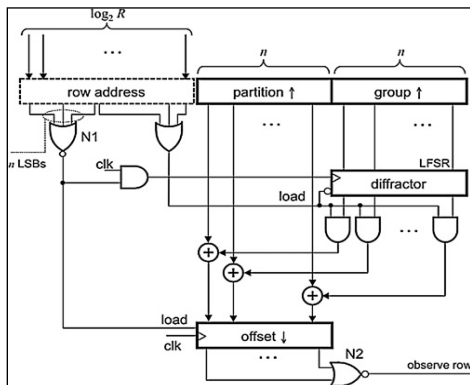 log₂ R
...
n
n
row address
partition ↑
group ↑
...
...
N1
n LSBs
clk
LFSR
diffractor
load
...
+
+
+
load
offset ↓
clk
...
N2
observe row